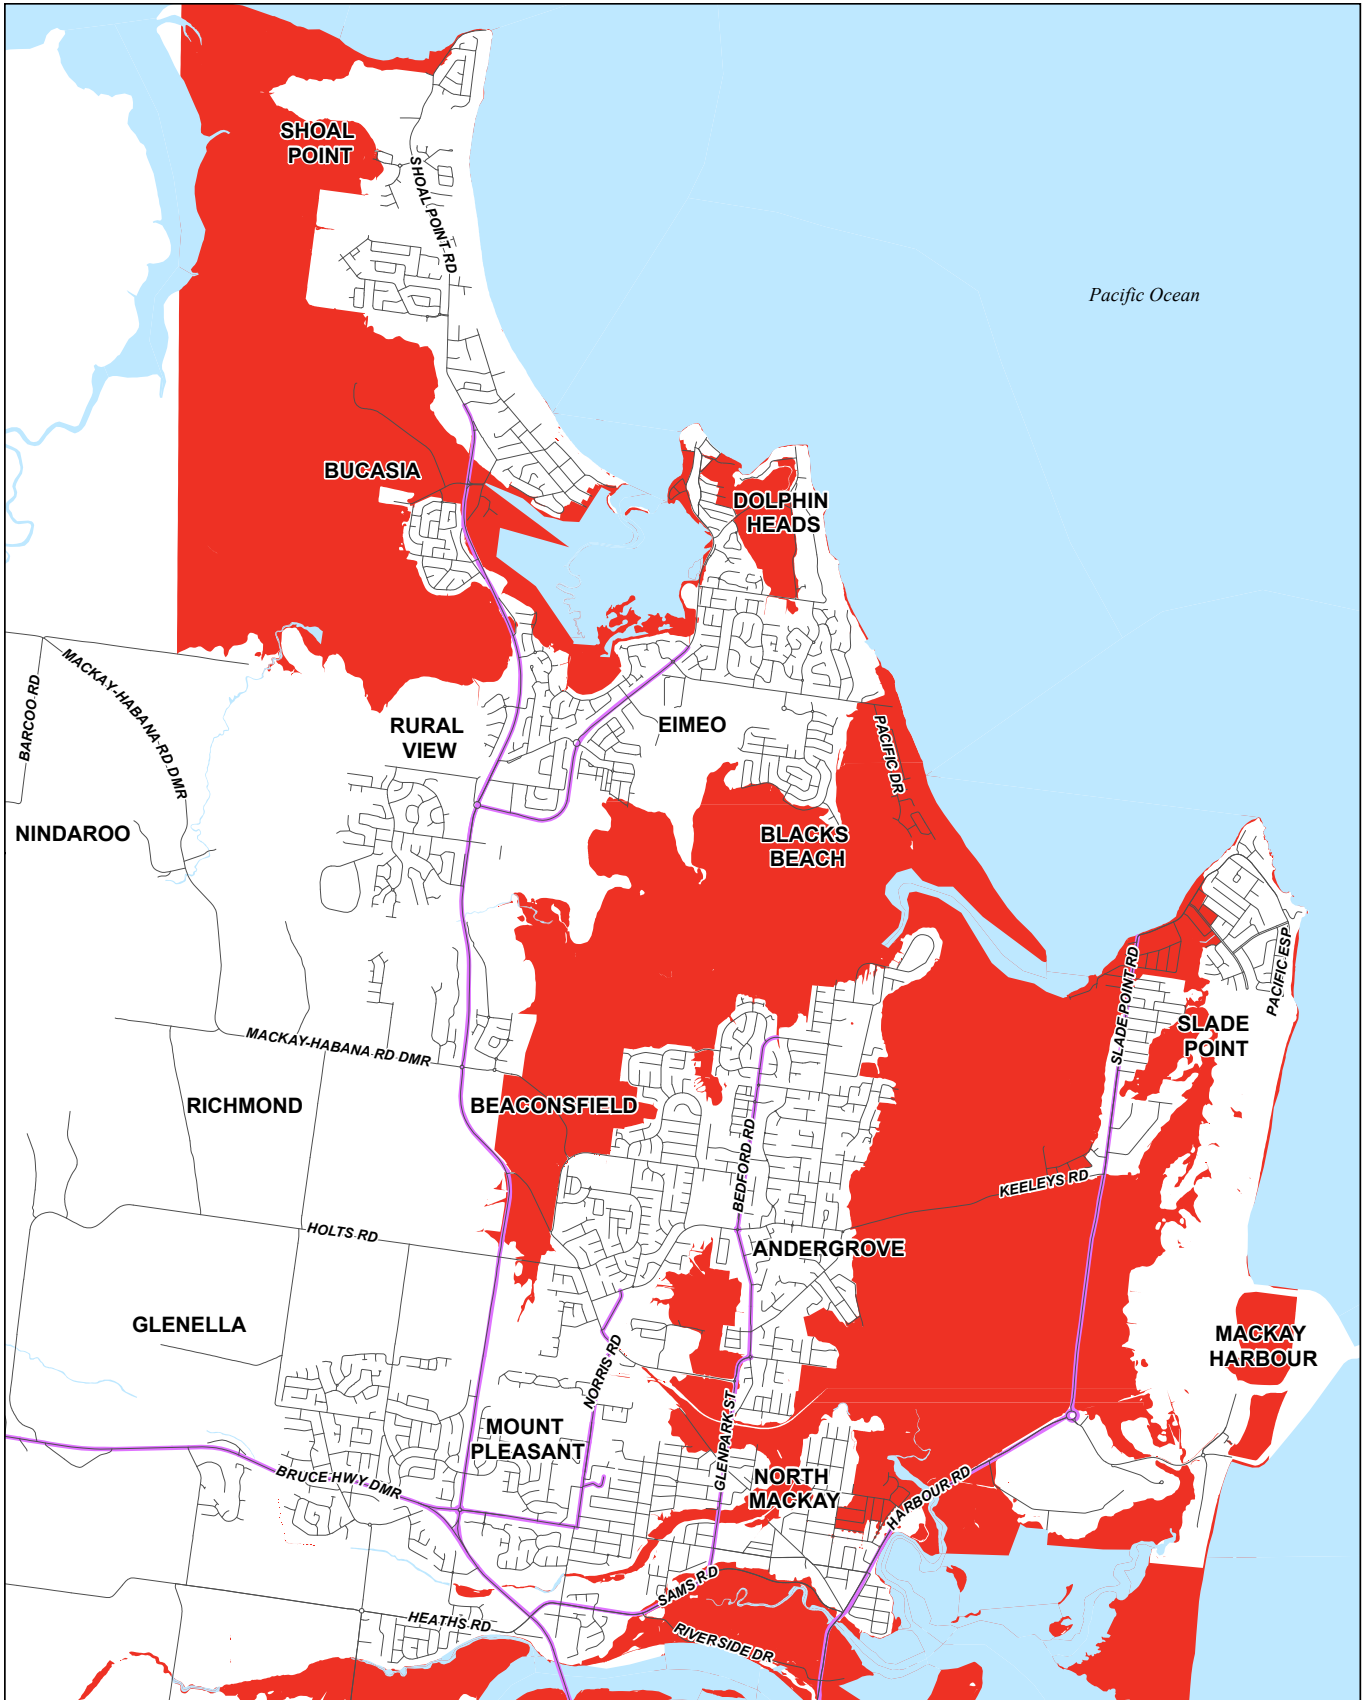 SHOAL
POINT
SHOAL POINT RD
Pacific Ocean
BUCASIA
DOLPHIN
HEADS
BARCOO RD
MACKAY-HABANA RD DMR
RURAL
VIEW
EIMEO
PACIFIC DR
NINDAROO
BLACKS
BEACH
SLADE POINT RD
PACIFIC ESP
SLADE
POINT
MACKAY-HABANA RD DMR
RICHMOND
BEACONSFIELD
BEDFORD RD
KEELEYS RD
HOLTS RD
ANDERGROVE
GLENELLA
MACKAY
HARBOUR
NORRIS RD
GLENPARK ST
MOUNT
PLEASANT
BRUCE HWY DMR
NORTH
MACKAY
HARBOUR RD
SAMS RD
HEATHS RD
RIVERSIDE DR